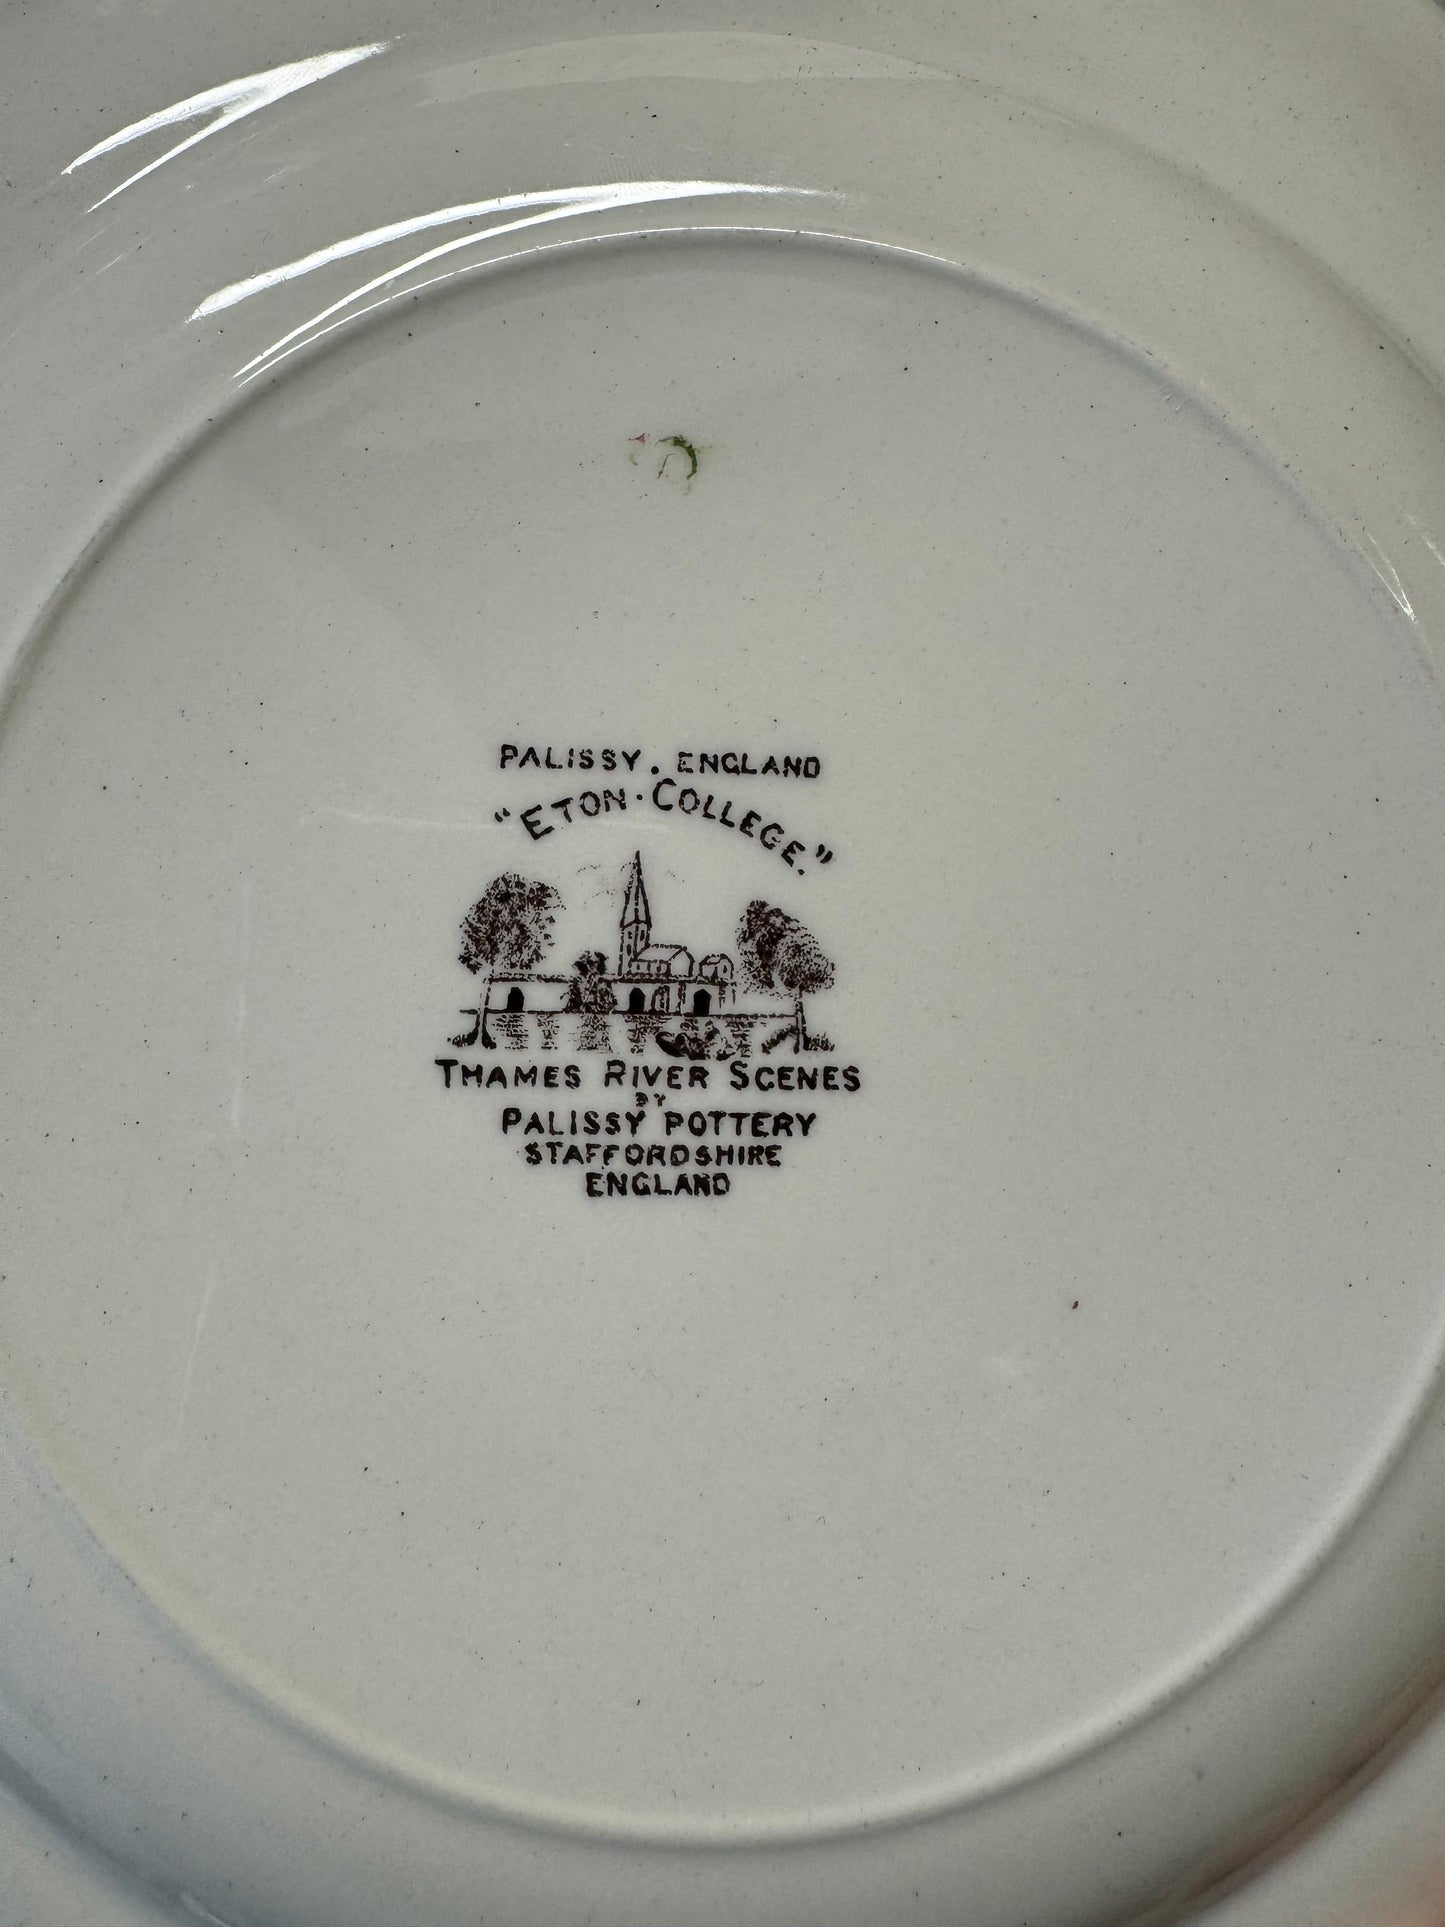 PALISSY. ENGLAND
"ETON·COLLEGE."
THAMES RIVER SCENES
BY
PALISSY POTTERY
STAFFORDSHIRE
ENGLAND